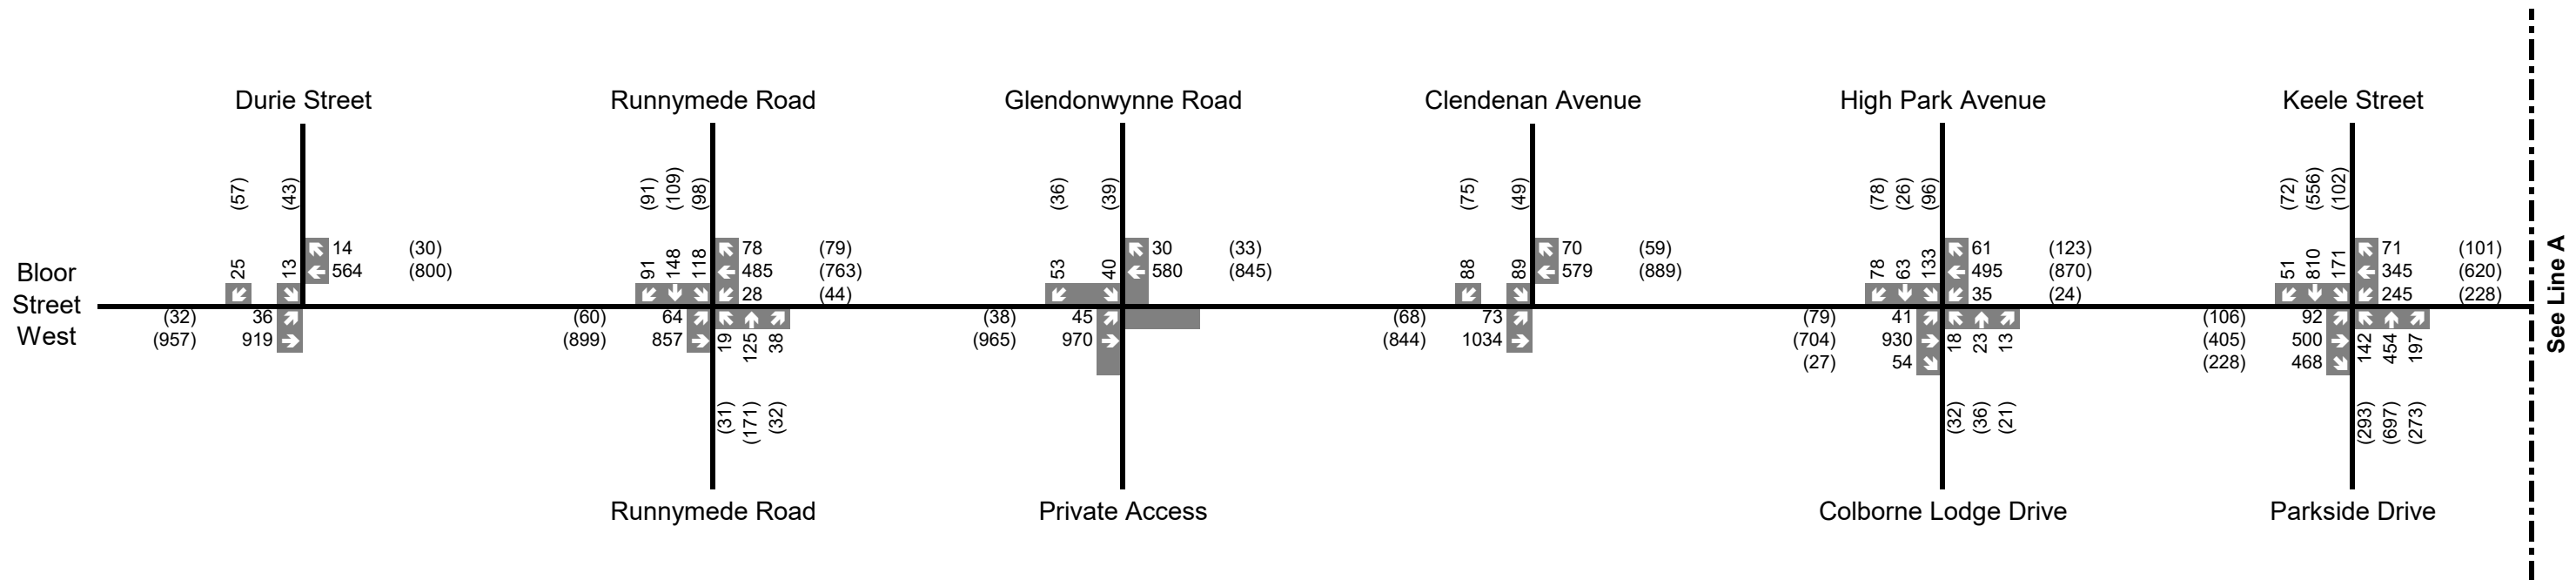 Durie Street
Runnymede Road
Glendonwynne Road
Clendenan Avenue
High Park Avenue
Keele Street
Bloor
Street
West
See Line A
(57) (43)
25 13
14 (30)
564 (800)
(32) 36
(957) 919
(91) (109) (98)
91 148 118
78 (79)
485 (763)
28 (44)
(60) 64
(899) 857
19 125 38
(31) (171) (32)
(36) (39)
53 40
30 (33)
580 (845)
(38) 45
(965) 970
(75) (49)
88 89
70 (59)
579 (889)
(68) 73
(844) 1034
(78) (26) (96)
78 63 133
61 (123)
495 (870)
35 (24)
(79) 41
(704) 930
(27) 54
18 23 13
(32) (36) (21)
(72) (556) (102)
51 810 171
71 (101)
345 (620)
245 (228)
(106) 92
(405) 500
(228) 468
142 454 197
(293) (697) (273)
Runnymede Road
Private Access
Colborne Lodge Drive
Parkside Drive